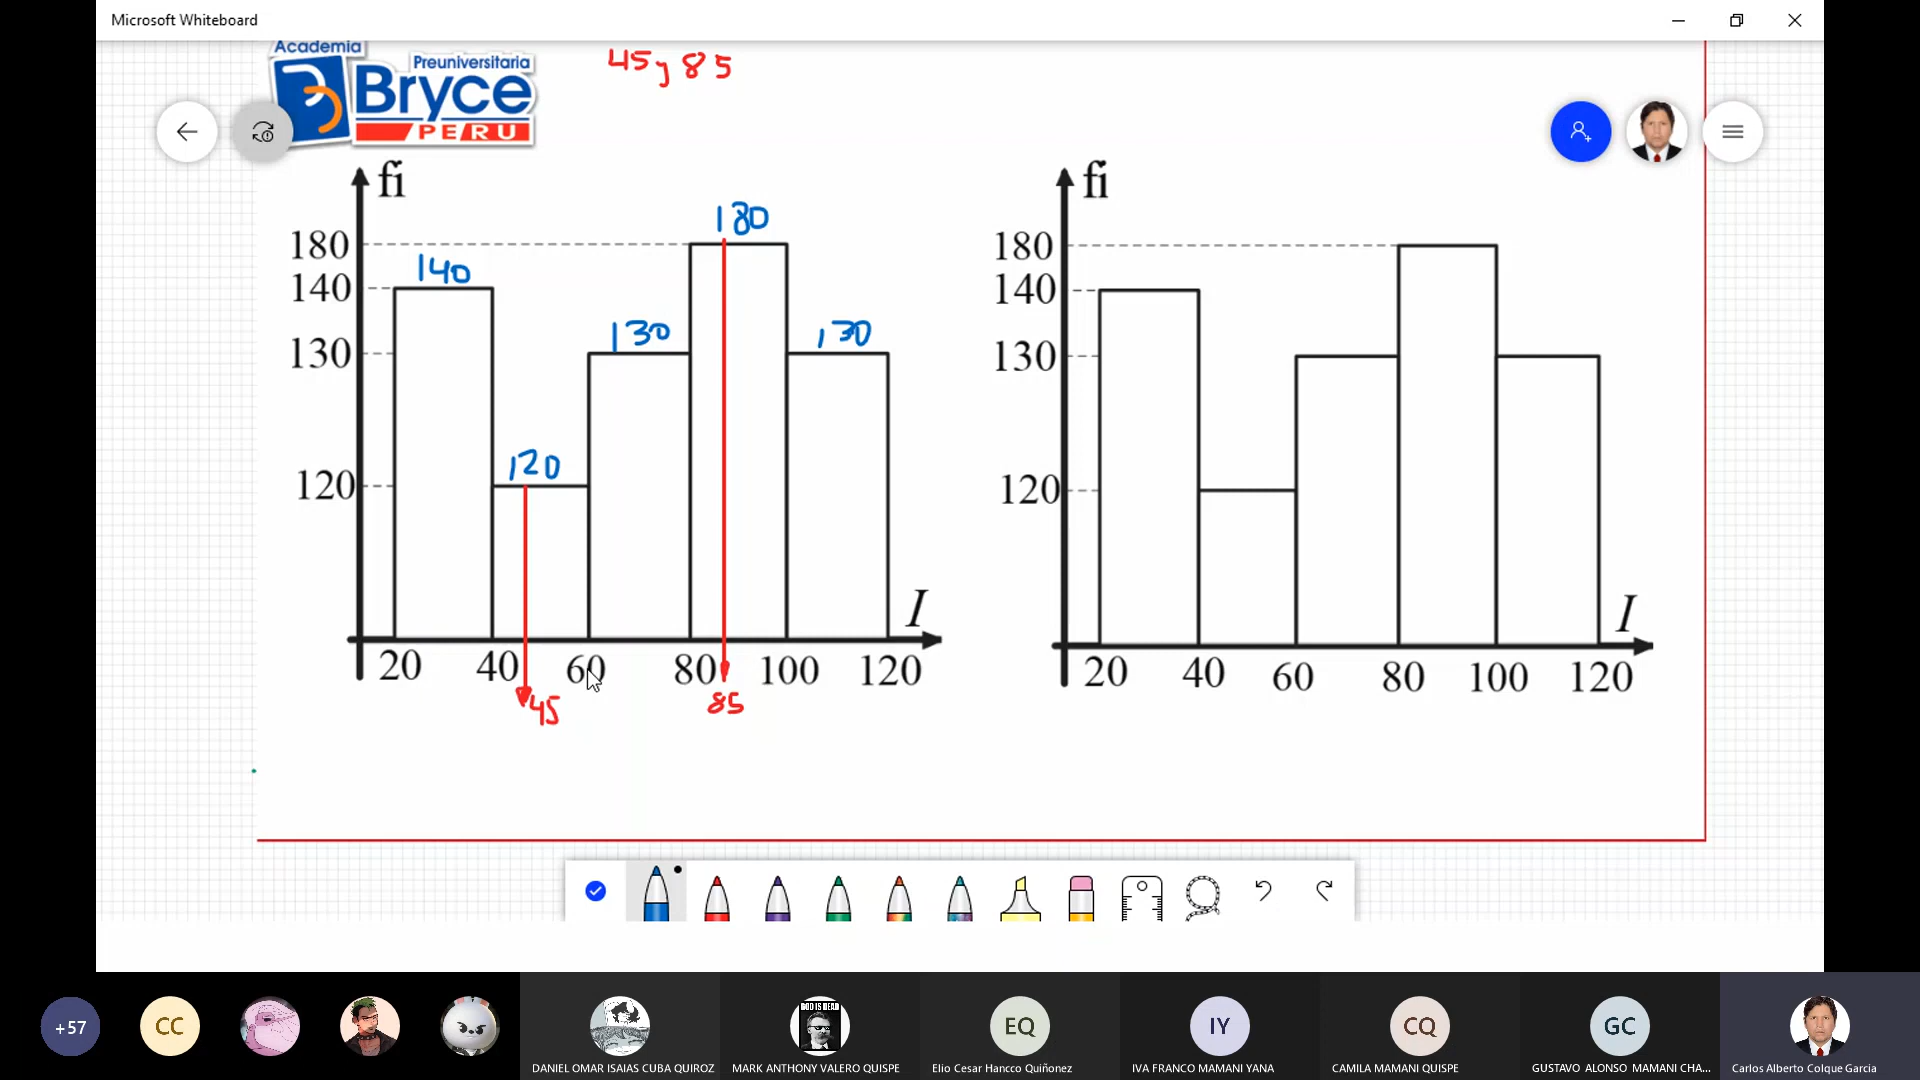 Microsoft Whiteboard
Academia
Preuniversitaria
Bryce
PERU
45 y 85
fi
180
180
140
140
130
130
130
120
120
I
20 40 60 80 100 120
45
85
fi
180
140
130
120
I
20 40 60 80 100 120
+57
CC
GOD IS DEAD
EQ
IY
CQ
GC
DANIEL OMAR ISAIAS CUBA QUIROZ
MARK ANTHONY VALERO QUISPE
Elio Cesar Hancco Quiñonez
IVA FRANCO MAMANI YANA
CAMILA MAMANI QUISPE
GUSTAVO ALONSO MAMANI CHA...
Carlos Alberto Colque Garcia